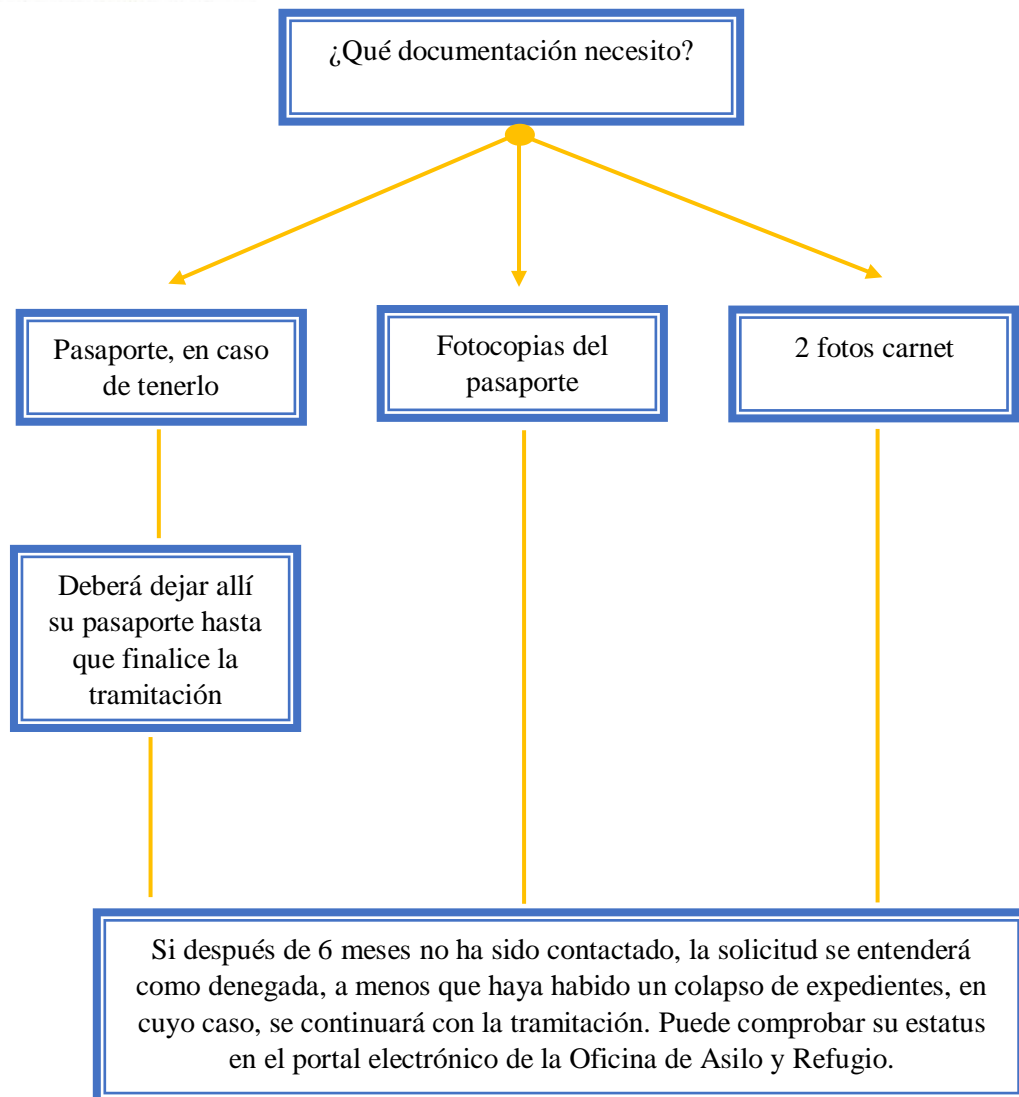 ¿Qué documentación necesito?
Pasaporte, en caso
de tenerlo
Fotocopias del
pasaporte
2 fotos carnet
Deberá dejar allí
su pasaporte hasta
que finalice la
tramitación
Si después de 6 meses no ha sido contactado, la solicitud se entenderá
como denegada, a menos que haya habido un colapso de expedientes, en
cuyo caso, se continuará con la tramitación. Puede comprobar su estatus
en el portal electrónico de la Oficina de Asilo y Refugio.